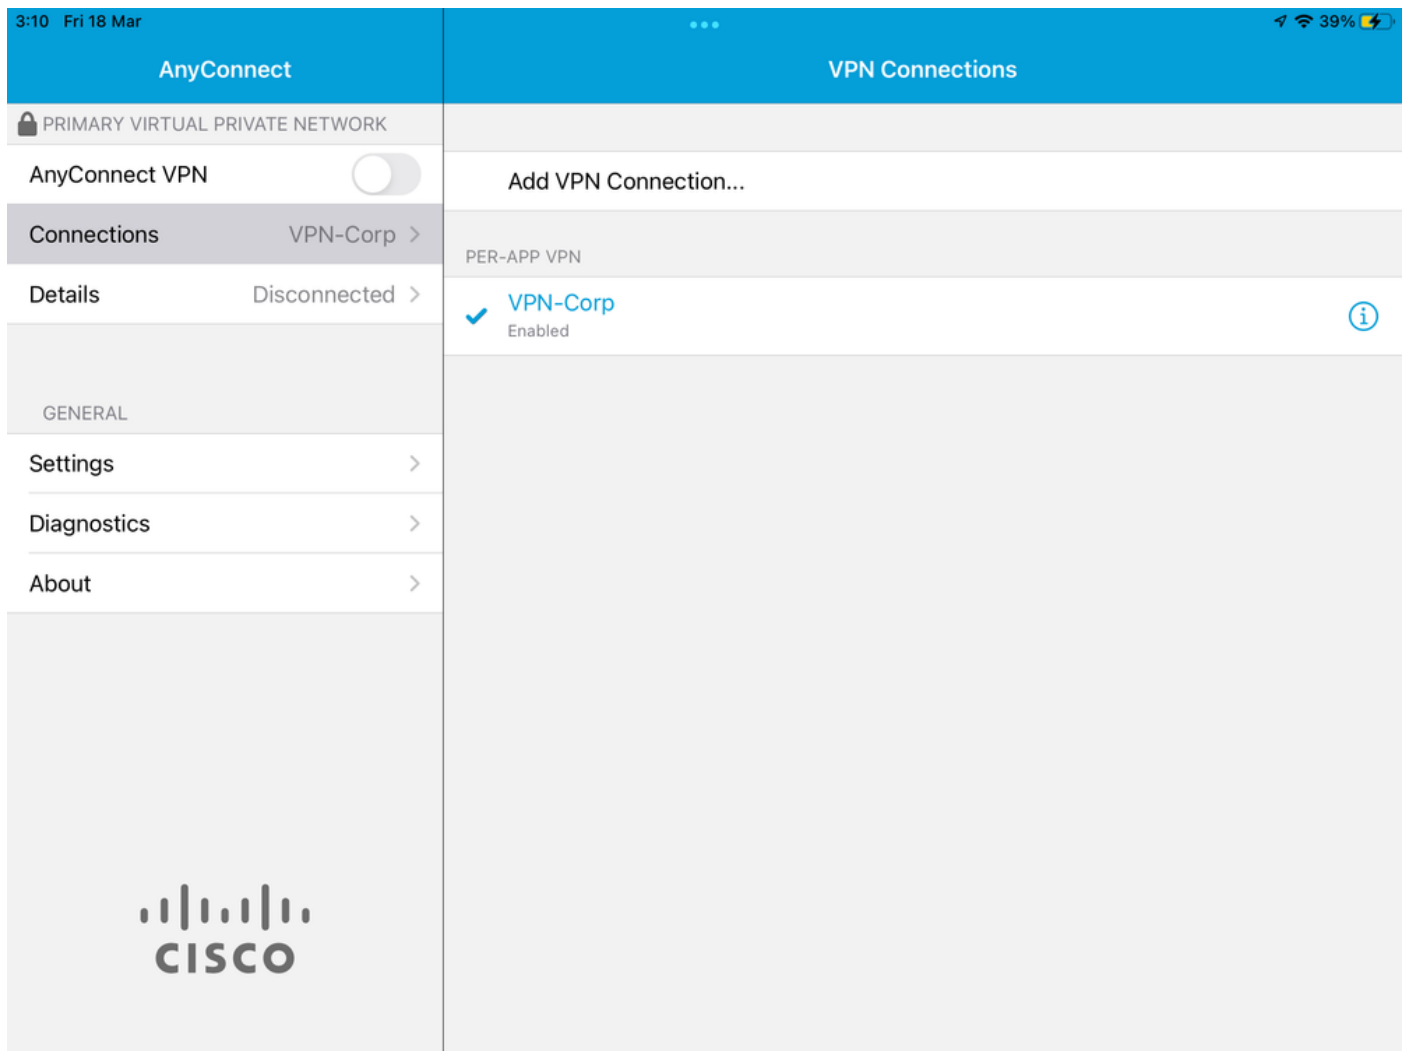 3:10 Fri 18 Mar
39%
AnyConnect
VPN Connections
PRIMARY VIRTUAL PRIVATE NETWORK
AnyConnect VPN
Connections VPN-Corp
Details Disconnected
GENERAL
Settings
Diagnostics
About
CISCO
Add VPN Connection...
PER-APP VPN
VPN-Corp
Enabled